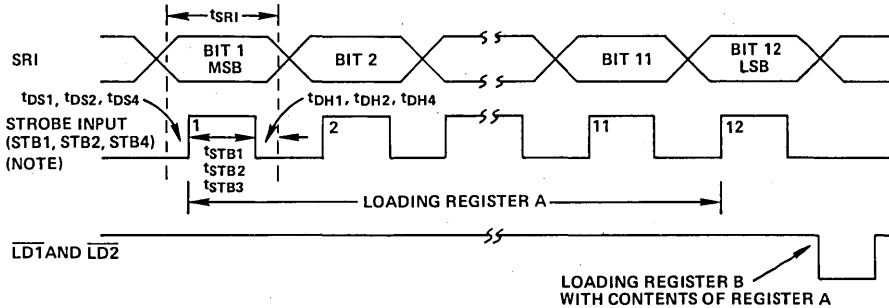 tSRI
SRI
BIT 1
MSB
BIT 2
BIT 11
BIT 12
LSB
tDS1, tDS2, tDS4
tDH1, tDH2, tDH4
STROBE INPUT
(STB1, STB2, STB4)
(NOTE)
1
2
11
12
tSTB1
tSTB2
tSTB3
LOADING REGISTER A
LD1 AND LD2
LOADING REGISTER B
WITH CONTENTS OF REGISTER A